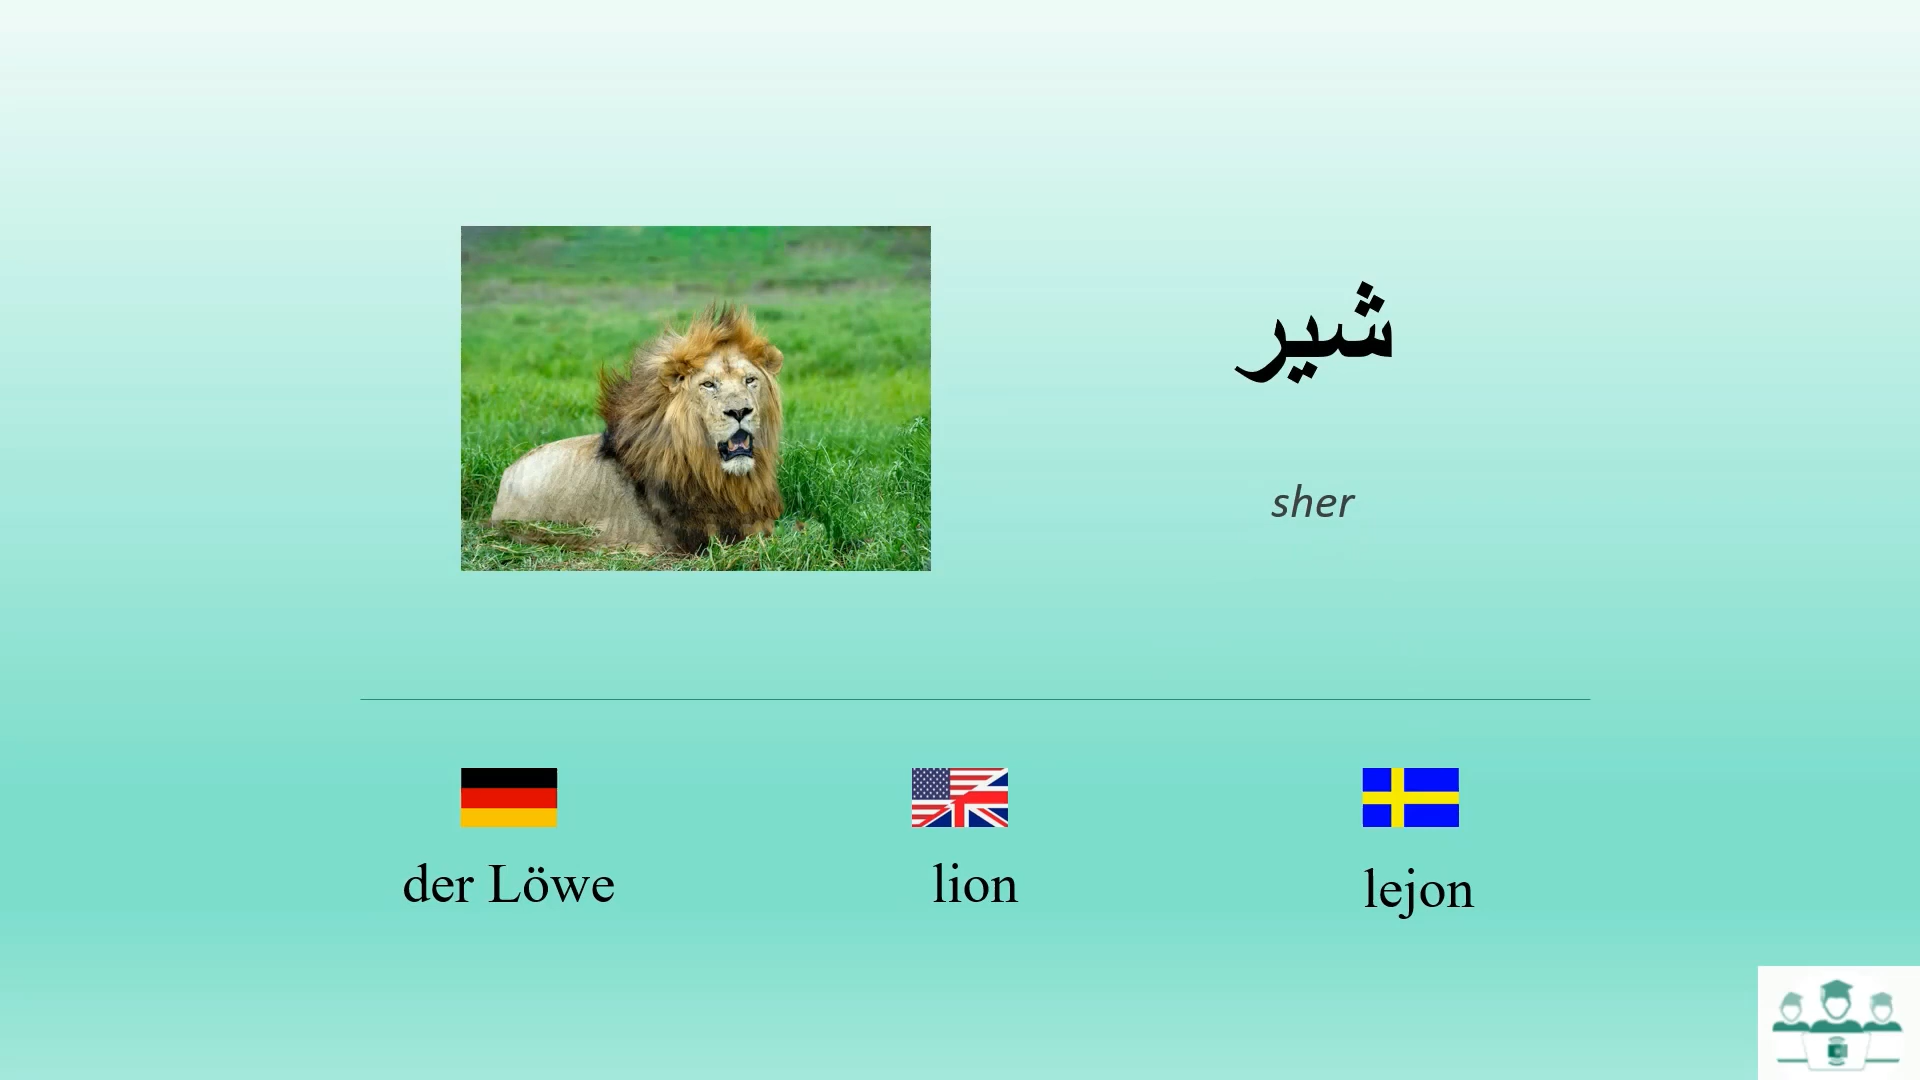 شیر
sher
der Löwe
lion
lejon